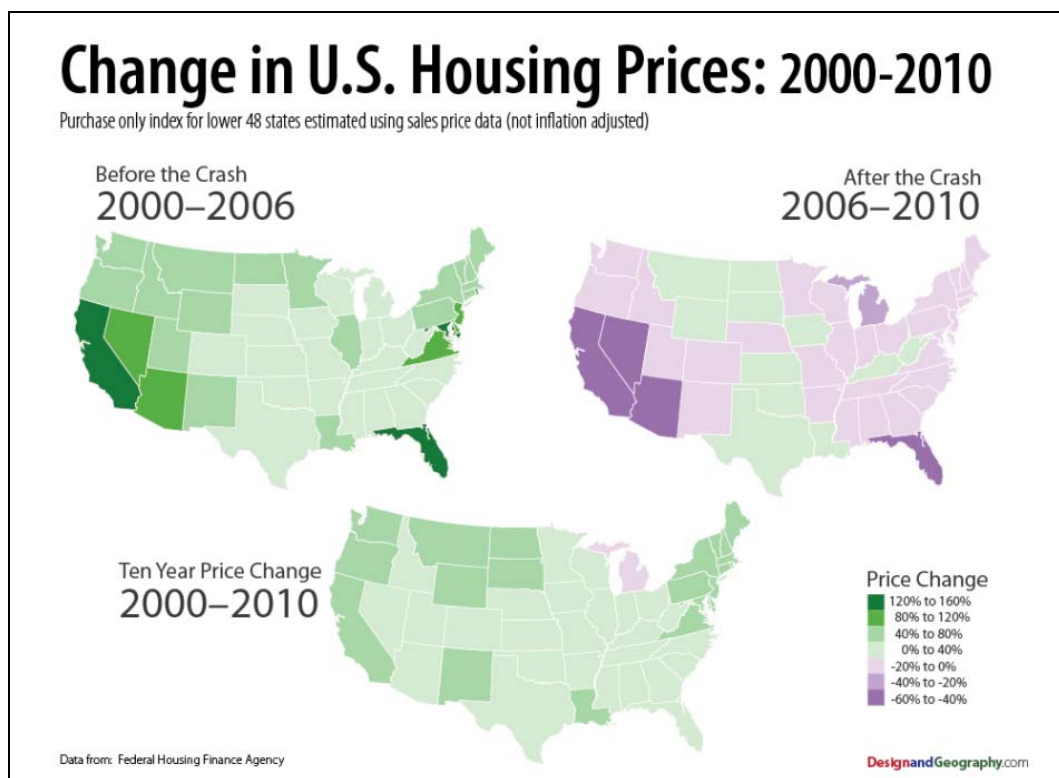 Change in U.S. Housing Prices: 2000-2010
Purchase only index for lower 48 states estimated using sales price data (not inflation adjusted)
Before the Crash
2000–2006
After the Crash
2006–2010
Ten Year Price Change
2000–2010
Price Change
120% to 160%
80% to 120%
40% to 80%
0% to 40%
-20% to 0%
-40% to -20%
-60% to -40%
Data from: Federal Housing Finance Agency
DesignandGeography.com